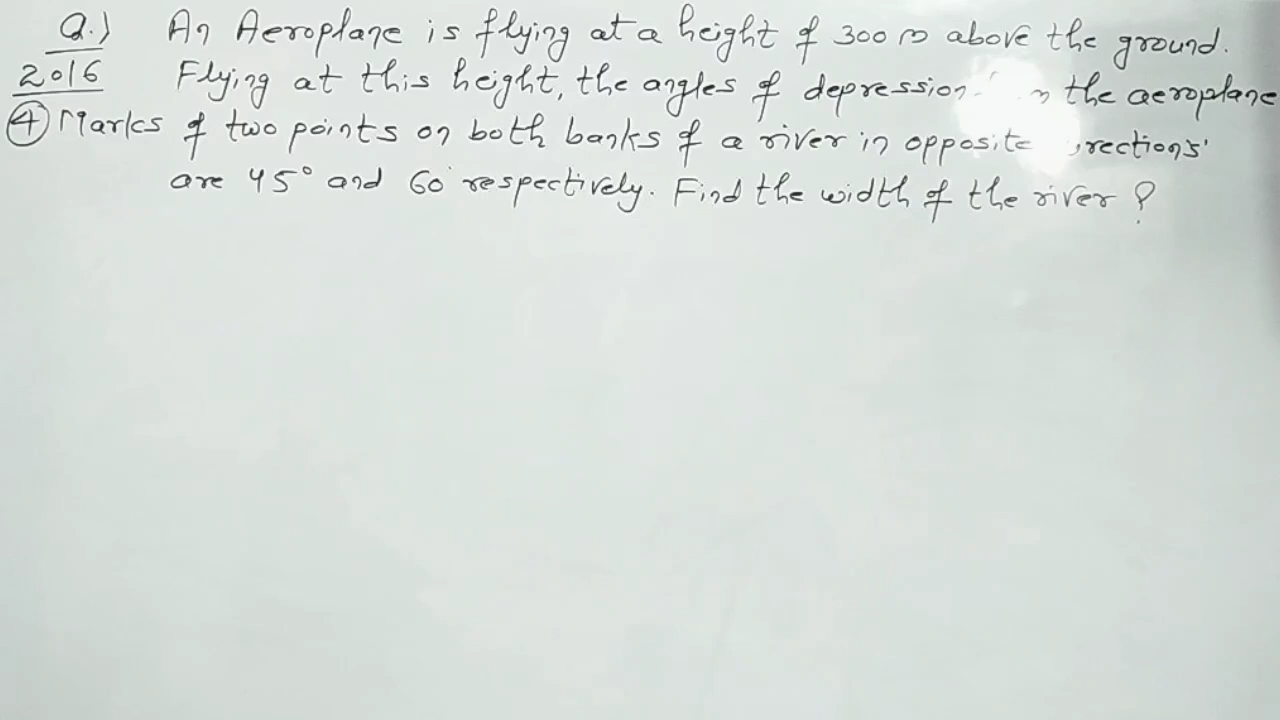 Q.) An Aeroplane is flying at a height of 300 m above the ground.
2016 Flying at this height, the angles of depression the aeroplane
4 Marks of two points on both banks of a river in opposite
are 45° and 60° respectively. Find the width of the river ?